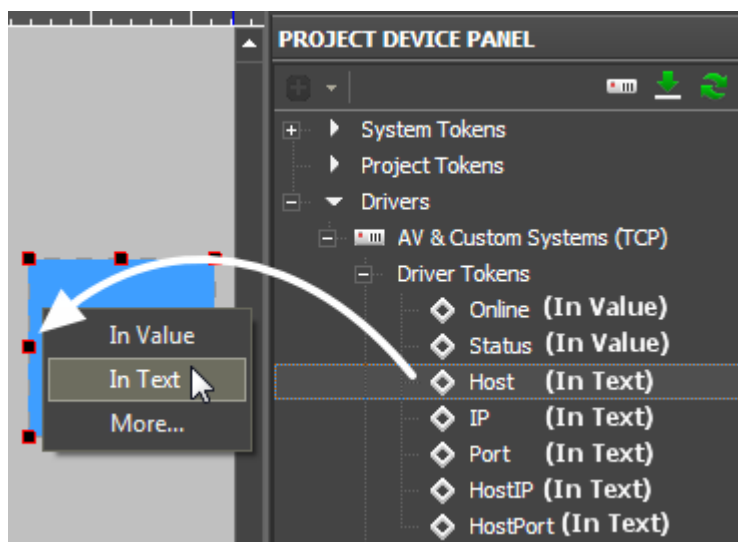 PROJECT DEVICE PANEL
System Tokens
Project Tokens
Drivers
AV & Custom Systems (TCP)
Driver Tokens
Online (In Value)
Status (In Value)
Host (In Text)
IP (In Text)
Port (In Text)
HostIP (In Text)
HostPort (In Text)
In Value
In Text
More...